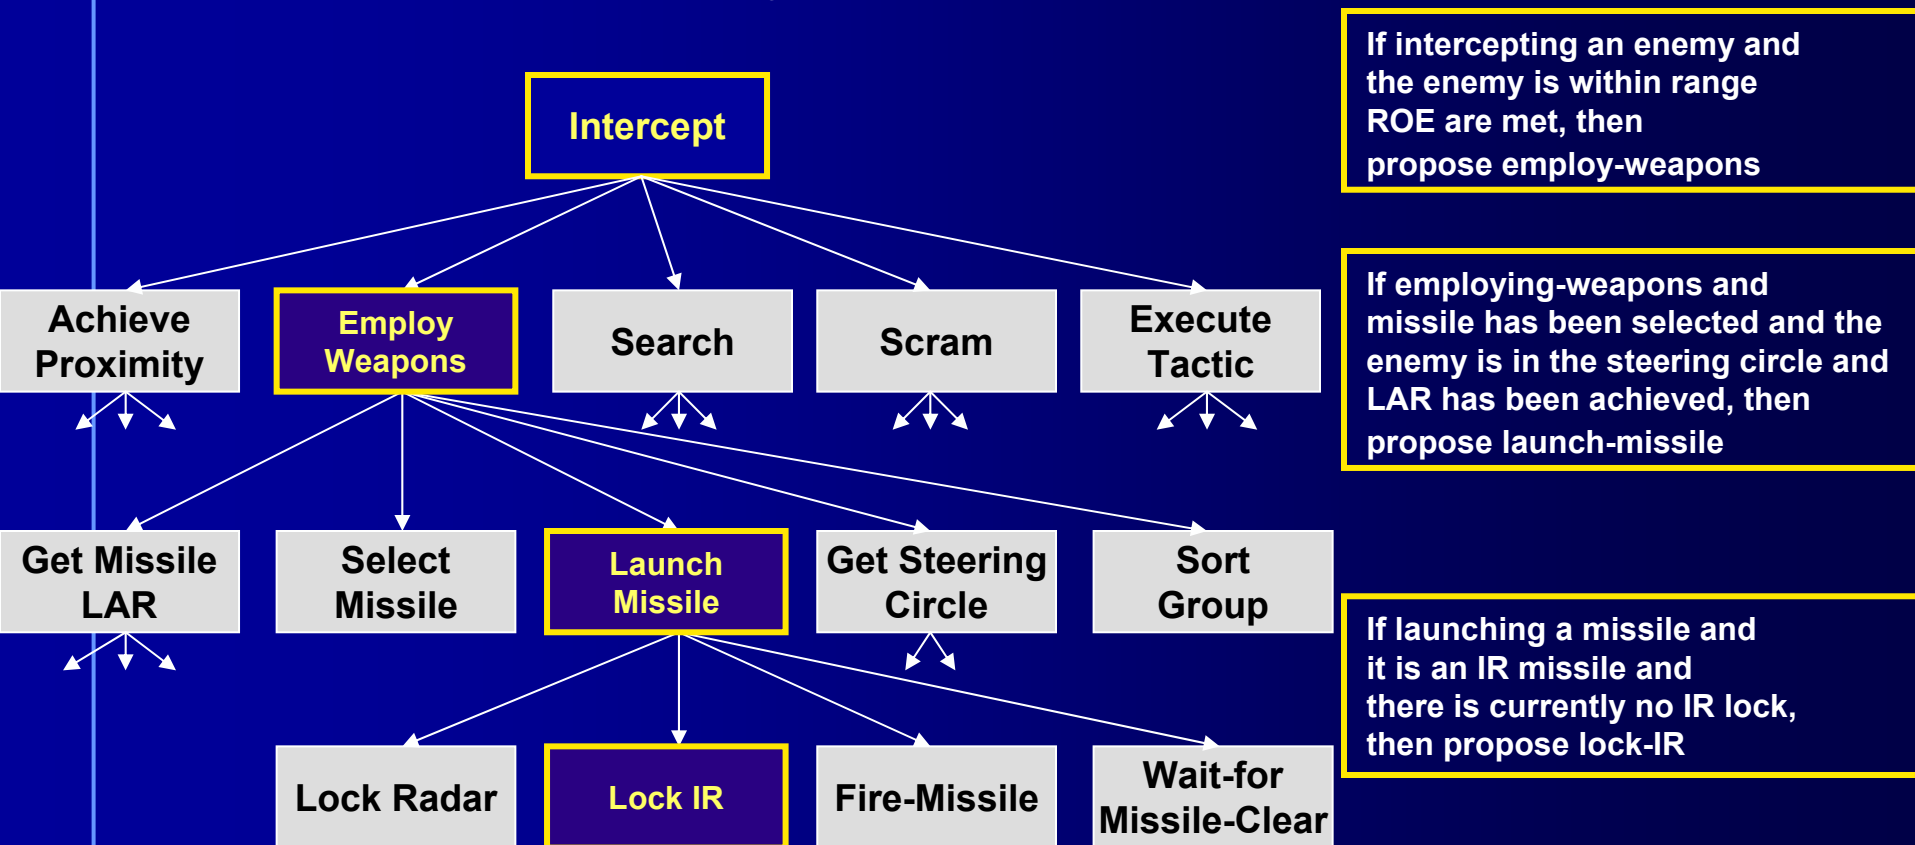 Intercept
Achieve
Proximity
Employ
Weapons
Search
Scram
Execute
Tactic
Get Missile
LAR
Select
Missile
Launch
Missile
Get Steering
Circle
Sort
Group
Lock Radar
Lock IR
Fire-Missile
Wait-for
Missile-Clear
If intercepting an enemy and
the enemy is within range
ROE are met, then
propose employ-weapons
If employing-weapons and
missile has been selected and the
enemy is in the steering circle and
LAR has been achieved, then
propose launch-missile
If launching a missile and
it is an IR missile and
there is currently no IR lock,
then propose lock-IR